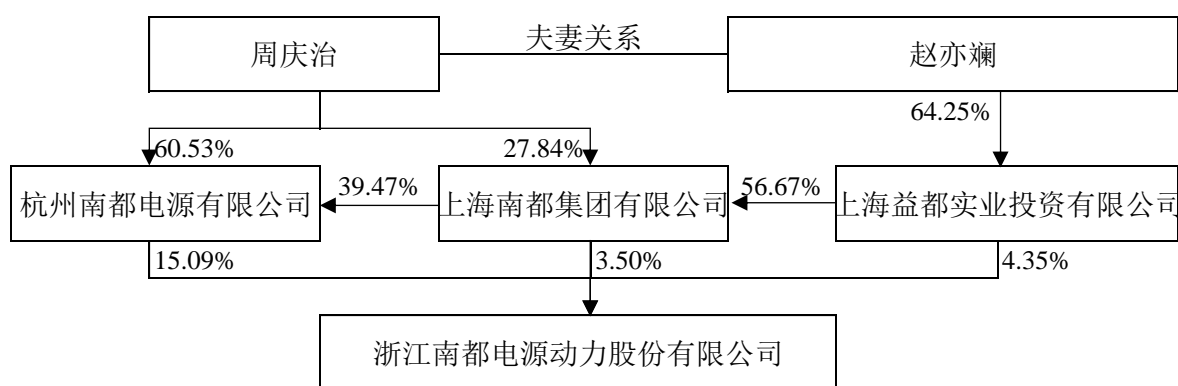 周庆治
夫妻关系
赵亦斓
64.25%
60.53%
27.84%
杭州南都电源有限公司
39.47%
上海南都集团有限公司
56.67%
上海益都实业投资有限公司
15.09%
3.50%
4.35%
浙江南都电源动力股份有限公司